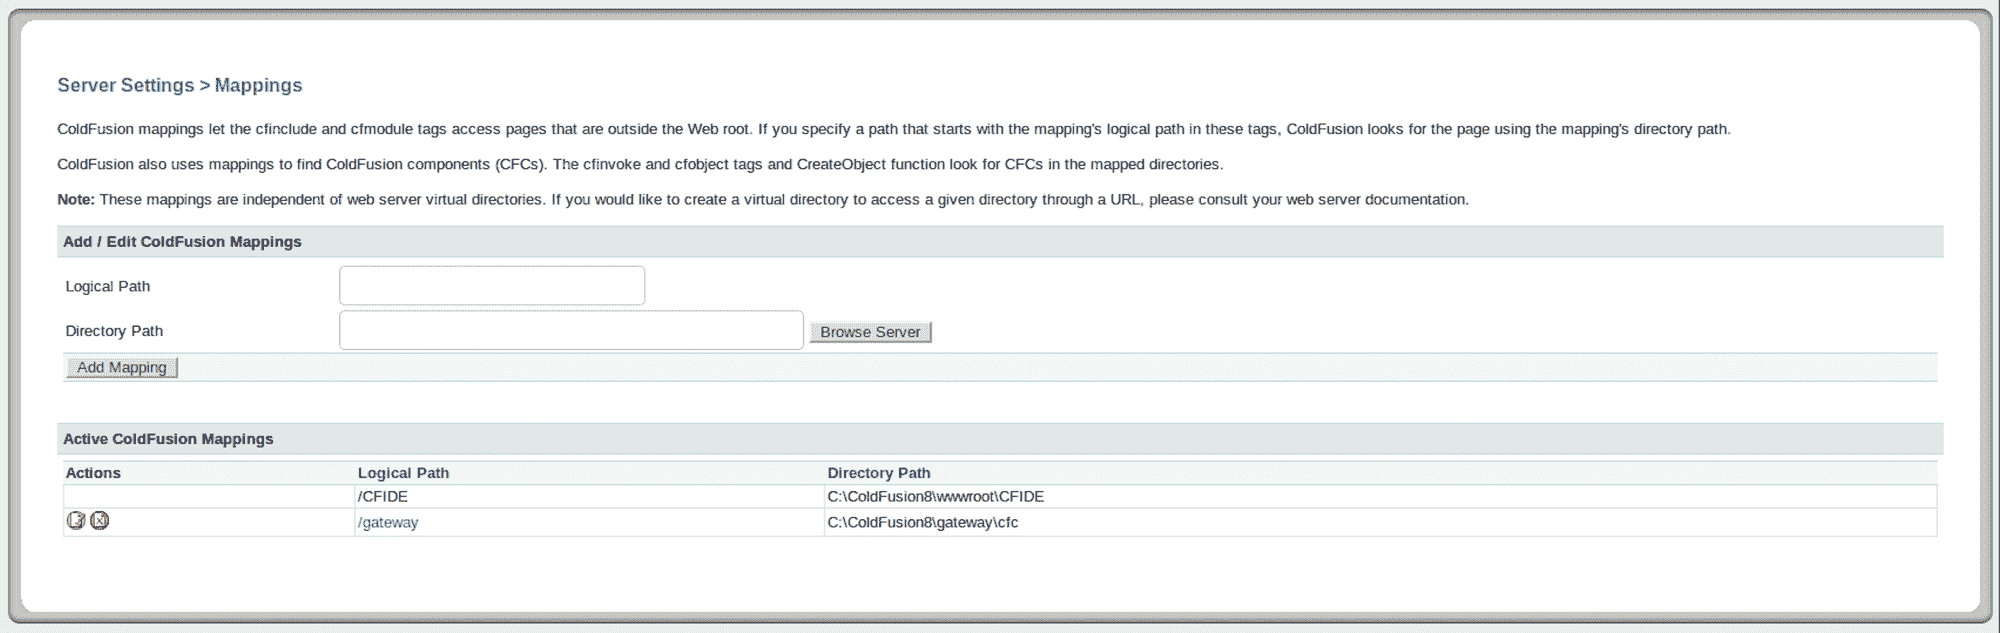 Server Settings > Mappings
ColdFusion mappings let the cfinclude and cfmodule tags access pages that are outside the Web root. If you specify a path that starts with the mapping's logical path in these tags, ColdFusion looks for the page using the mapping's directory path.
ColdFusion also uses mappings to find ColdFusion components (CFCs). The cfinvoke and cfobject tags and CreateObject function look for CFCs in the mapped directories.
Note: These mappings are independent of web server virtual directories. If you would like to create a virtual directory to access a given directory through a URL, please consult your web server documentation.
Add / Edit ColdFusion Mappings
Logical Path
Directory Path Browse Server
Add Mapping
Active ColdFusion Mappings
Actions Logical Path Directory Path
/CFIDE C:\ColdFusion8\wwwroot\CFIDE
/gateway C:\ColdFusion8\gateway\cfc